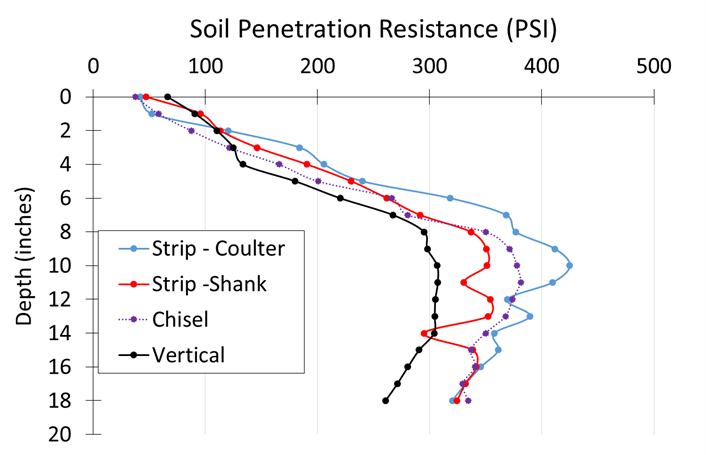 Soil Penetration Resistance (PSI)
0 100 200 300 400 500
0
2
4
6
8
10
12
14
16
18
20
Depth (inches)
Strip - Coulter
Strip -Shank
Chisel
Vertical